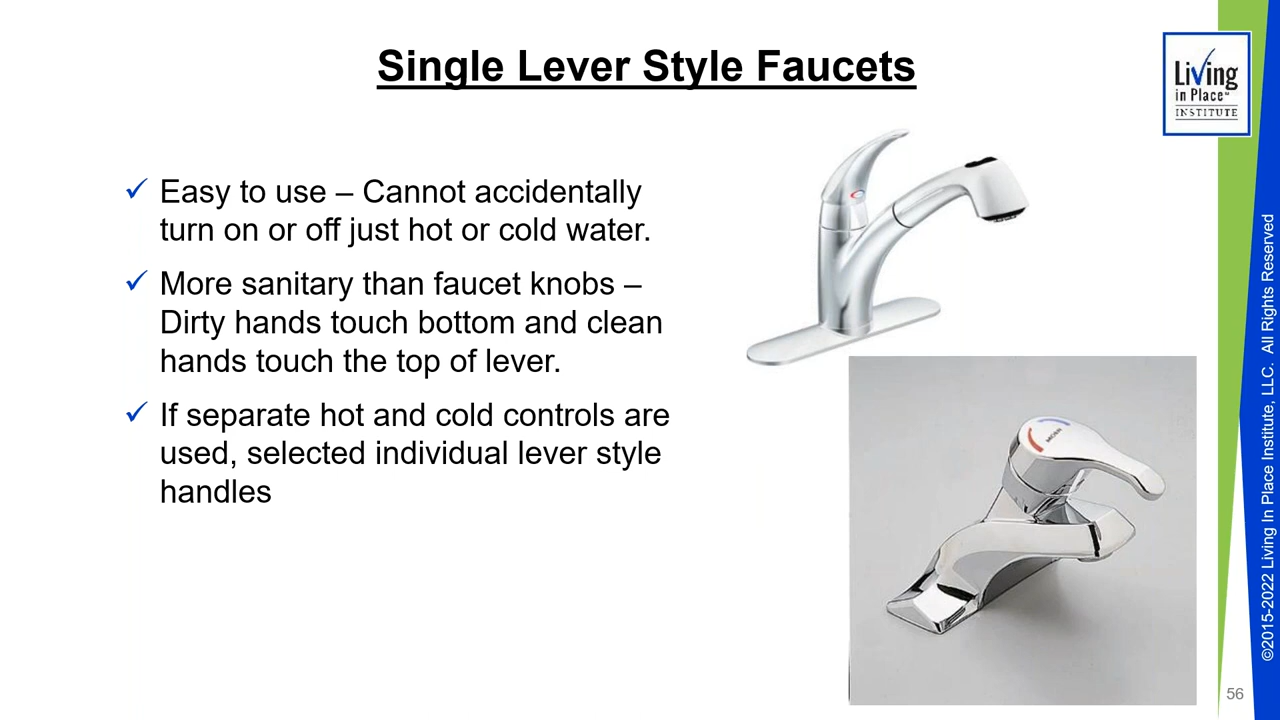 Single Lever Style Faucets
Living
in Place℠
INSTITUTE
✓ Easy to use – Cannot accidentally
turn on or off just hot or cold water.
✓ More sanitary than faucet knobs –
Dirty hands touch bottom and clean
hands touch the top of lever.
✓ If separate hot and cold controls are
used, selected individual lever style
handles
MOEN
©2015-2022 Living In Place Institute, LLC. All Rights Reserved
56